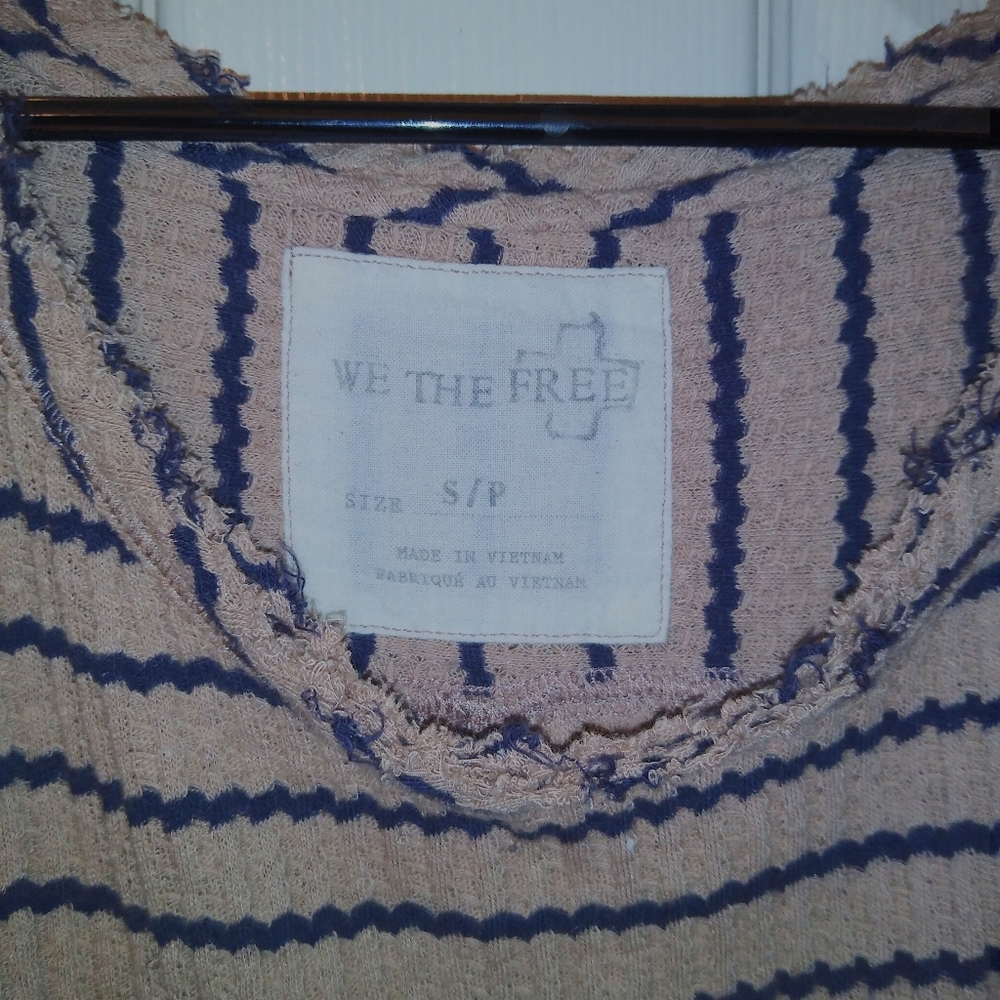 WE THE FREE
SIZE S/P
MADE IN VIETNAM
FABRIQUÉ AU VIETNAM